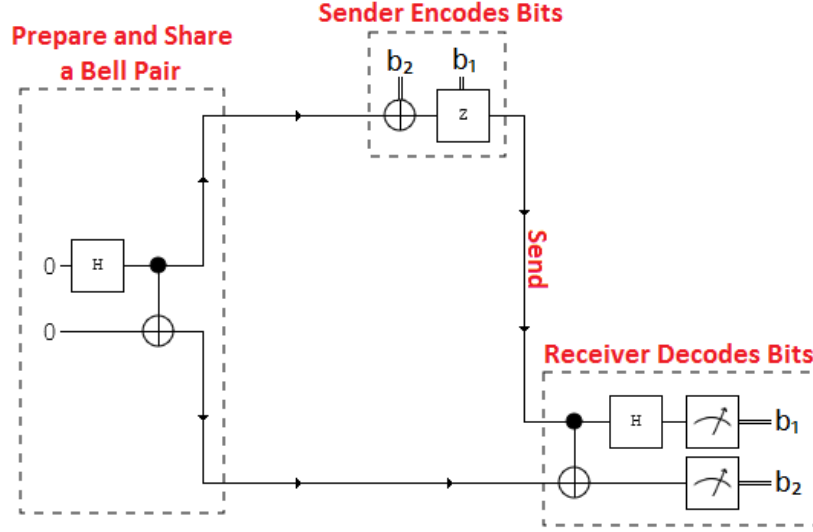 Sender Encodes Bits
Prepare and Share
a Bell Pair
b₂ b₁
Z
0 H
0
Send
Receiver Decodes Bits
H b₁
b₂